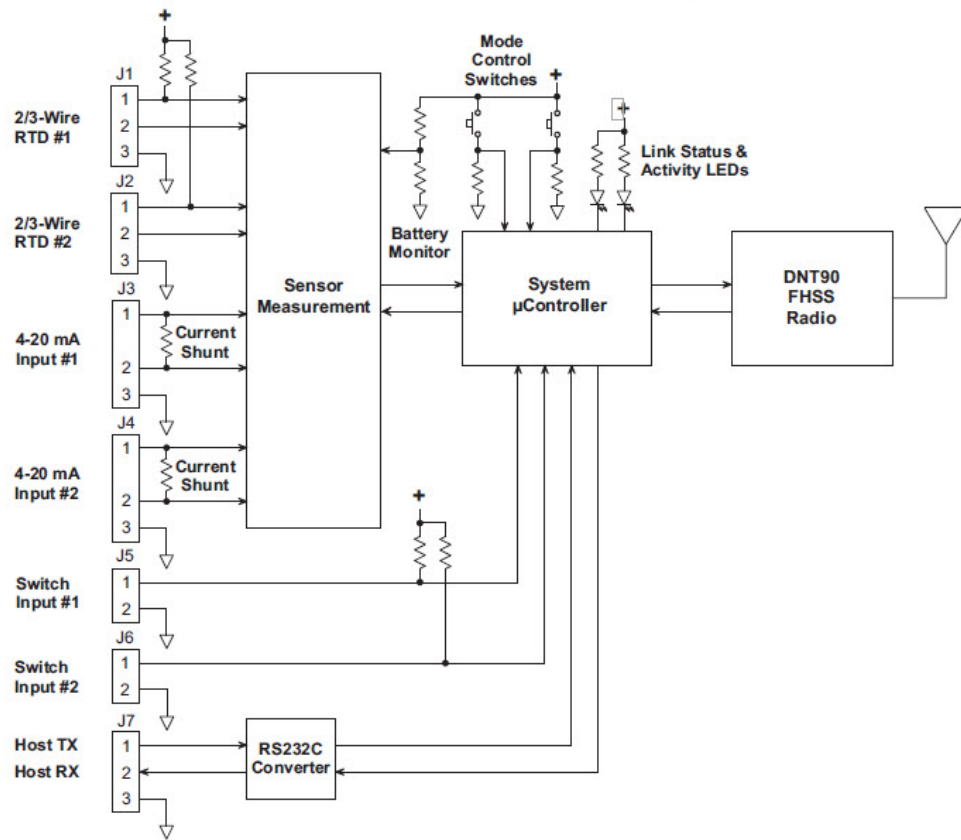 Mode
Control
Switches
J1
1
2
3
2/3-Wire
RTD #1
J2
1
2
3
2/3-Wire
RTD #2
J3
1
2
3
4-20 mA
Input #1
Current
Shunt
J4
1
2
3
4-20 mA
Input #2
Current
Shunt
J5
1
2
Switch
Input #1
J6
1
2
Switch
Input #2
J7
1
2
3
Host TX
Host RX
RS232C
Converter
Sensor
Measurement
Battery
Monitor
Link Status &
Activity LEDs
System
µController
DNT90
FHSS
Radio